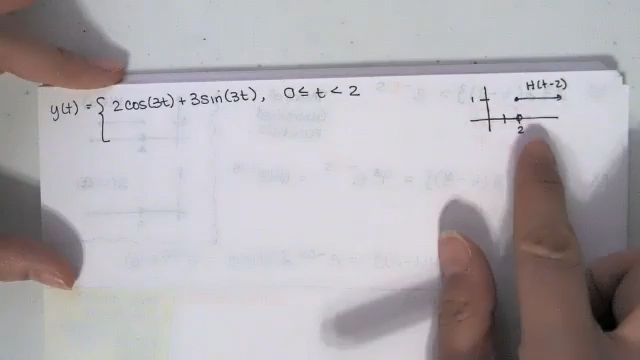 y(t) = { 2cos(3t) + 3sin(3t), 0 ≤ t < 2
H(t-2)
1
1
2